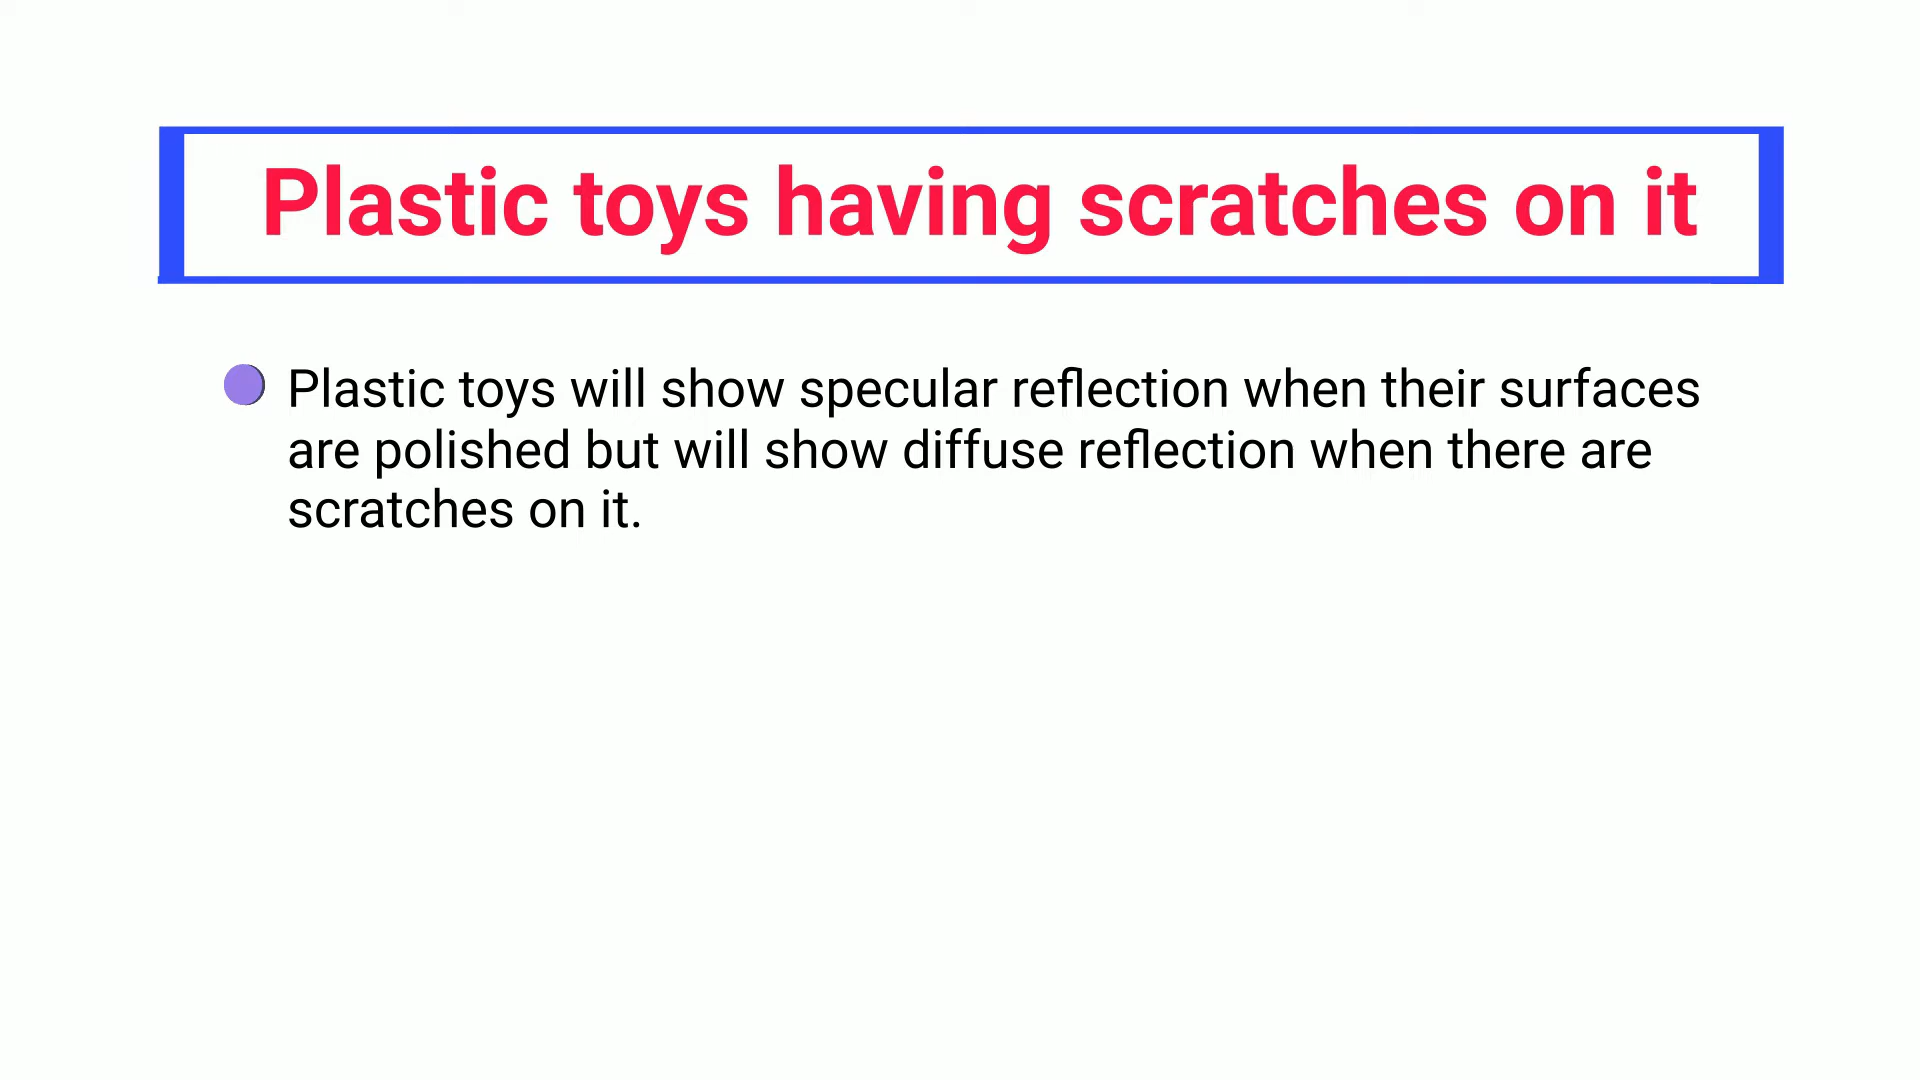 Plastic toys having scratches on it
Plastic toys will show specular reflection when their surfaces
are polished but will show diffuse reflection when there are
scratches on it.